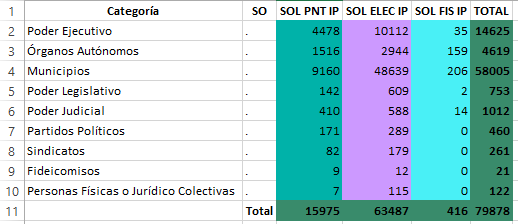 1 Categoría SO SOL PNT IP SOL ELEC IP SOL FIS IP TOTAL
2 Poder Ejecutivo . 4478 10112 35 14625
3 Órganos Autónomos . 1516 2944 159 4619
4 Municipios . 9160 48639 206 58005
5 Poder Legislativo . 142 609 2 753
6 Poder Judicial . 410 588 14 1012
7 Partidos Políticos . 171 289 0 460
8 Sindicatos . 82 179 0 261
9 Fideicomisos . 9 12 0 21
10 Personas Físicas o Jurídico Colectivas . 7 115 0 122
11 Total 15975 63487 416 79878